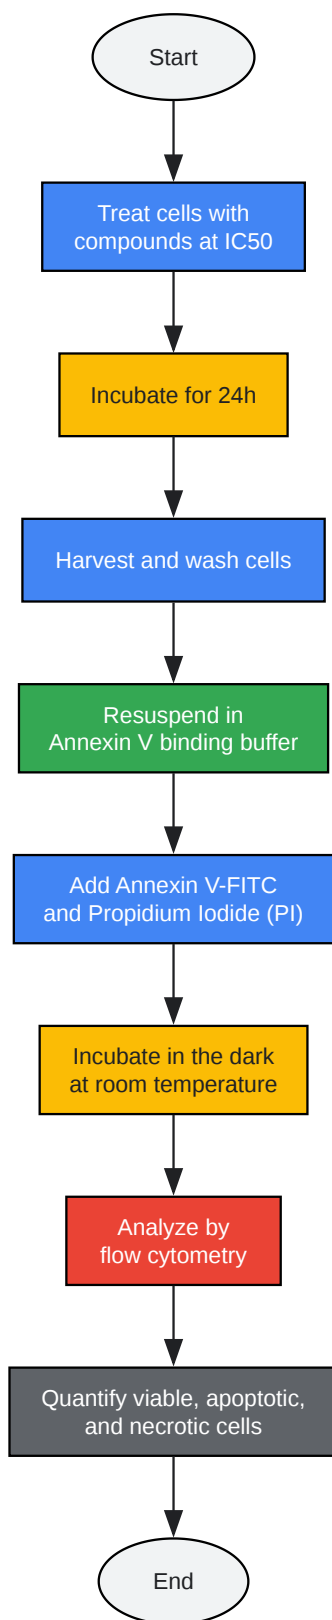 Start
Treat cells with
compounds at IC50
Incubate for 24h
Harvest and wash cells
Resuspend in
Annexin V binding buffer
Add Annexin V-FITC
and Propidium Iodide (PI)
Incubate in the dark
at room temperature
Analyze by
flow cytometry
Quantify viable, apoptotic,
and necrotic cells
End